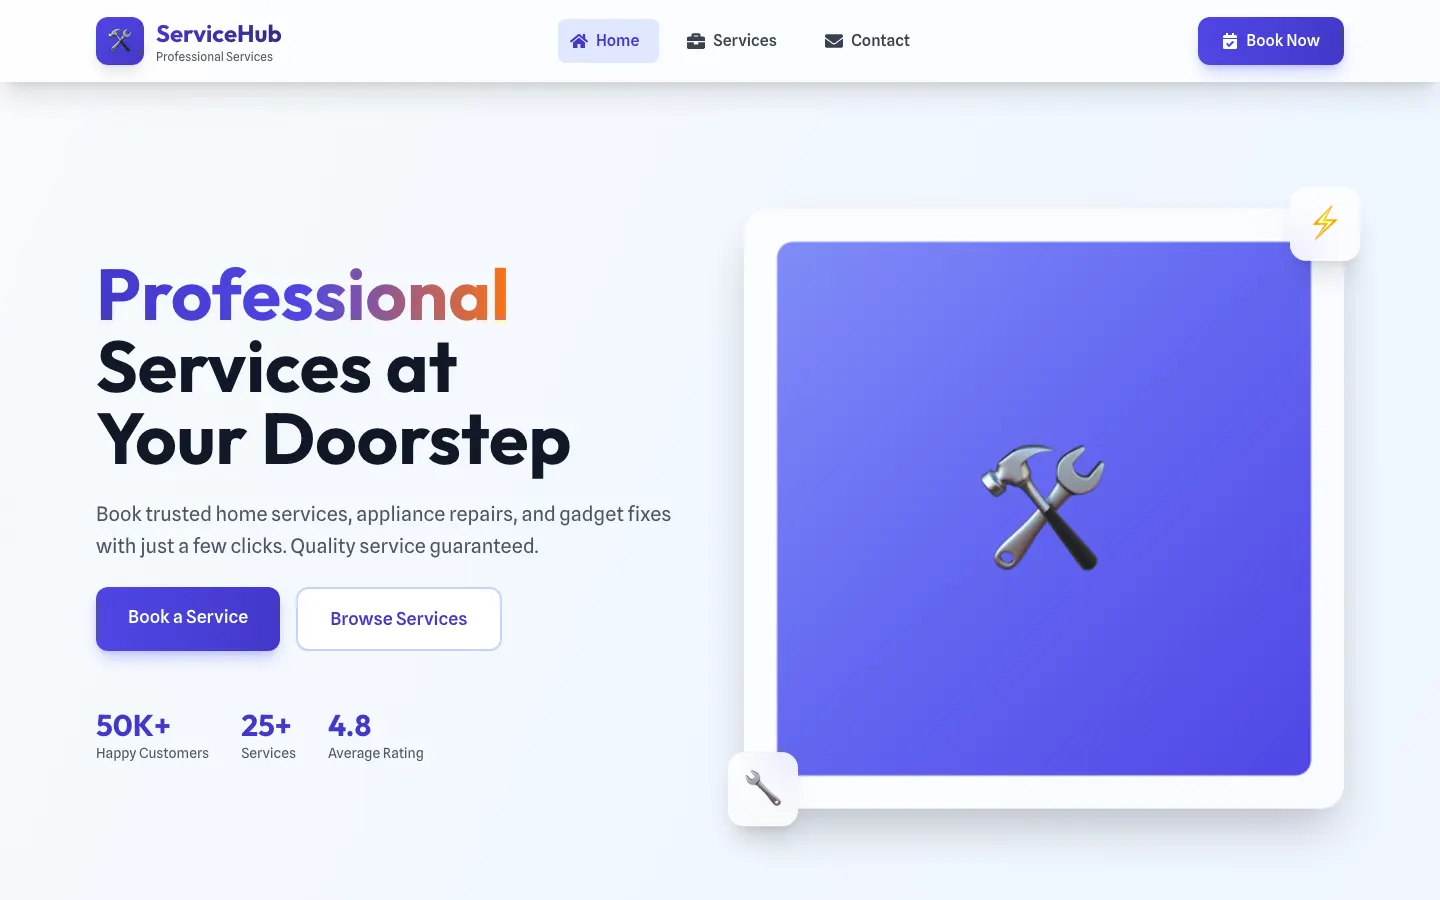 ServiceHub
Professional Services
Home
Services
Contact
Book Now
Professional
Services at
Your Doorstep
Book trusted home services, appliance repairs, and gadget fixes
with just a few clicks. Quality service guaranteed.
Book a Service
Browse Services
50K+
Happy Customers
25+
Services
4.8
Average Rating